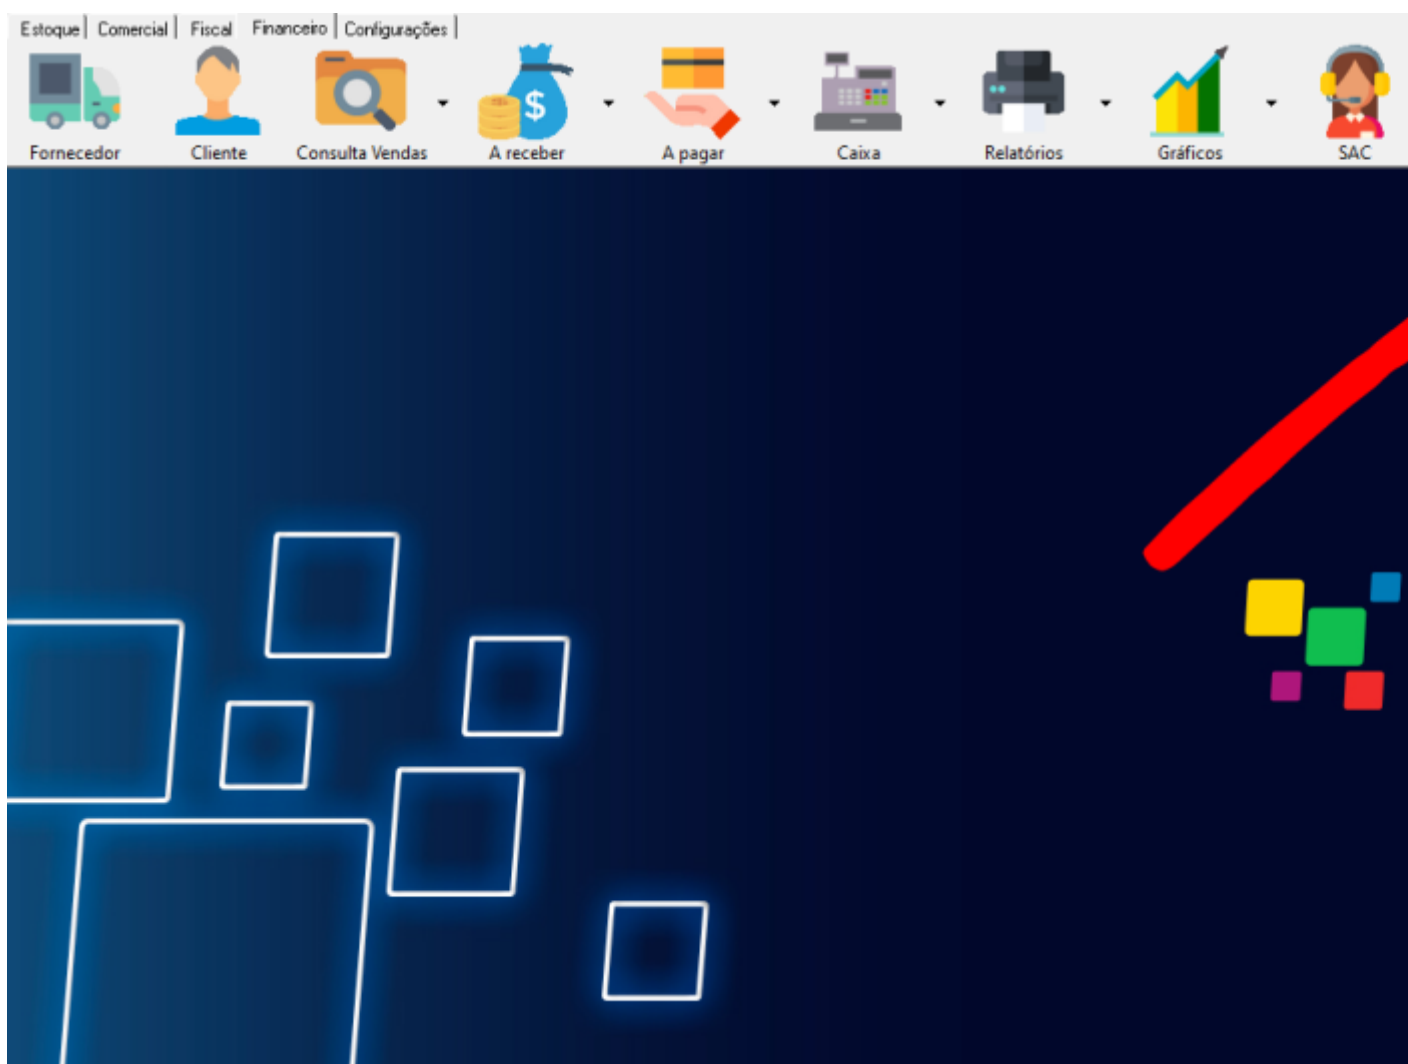 Estoque Comercial Fiscal Financeiro Configurações
Fornecedor Cliente Consulta Vendas A receber A pagar Caixa Relatórios Gráficos SAC